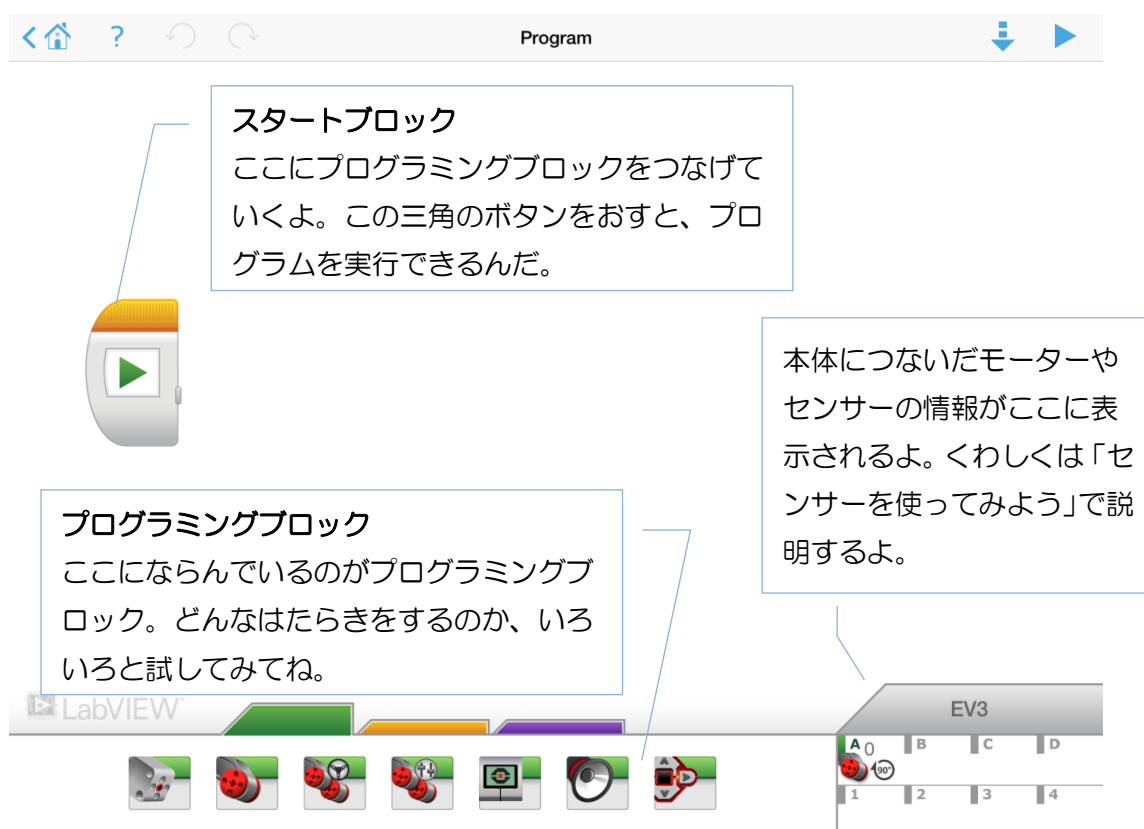 ?
Program
スタートブロック
ここにプログラミングブロックをつなげて
いくよ。この三角のボタンをおすと、プロ
グラムを実行できるんだ。
本体につないだモーターや
センサーの情報がここに表
示されるよ。くわしくは「セ
ンサーを使ってみよう」で説
明するよ。
プログラミングブロック
ここにならんでいるのがプログラミングブ
ロック。どんなはたらきをするのか、いろ
いろと試してみてね。
LabVIEW™
EV3
A 0 B C D
90°
1 2 3 4